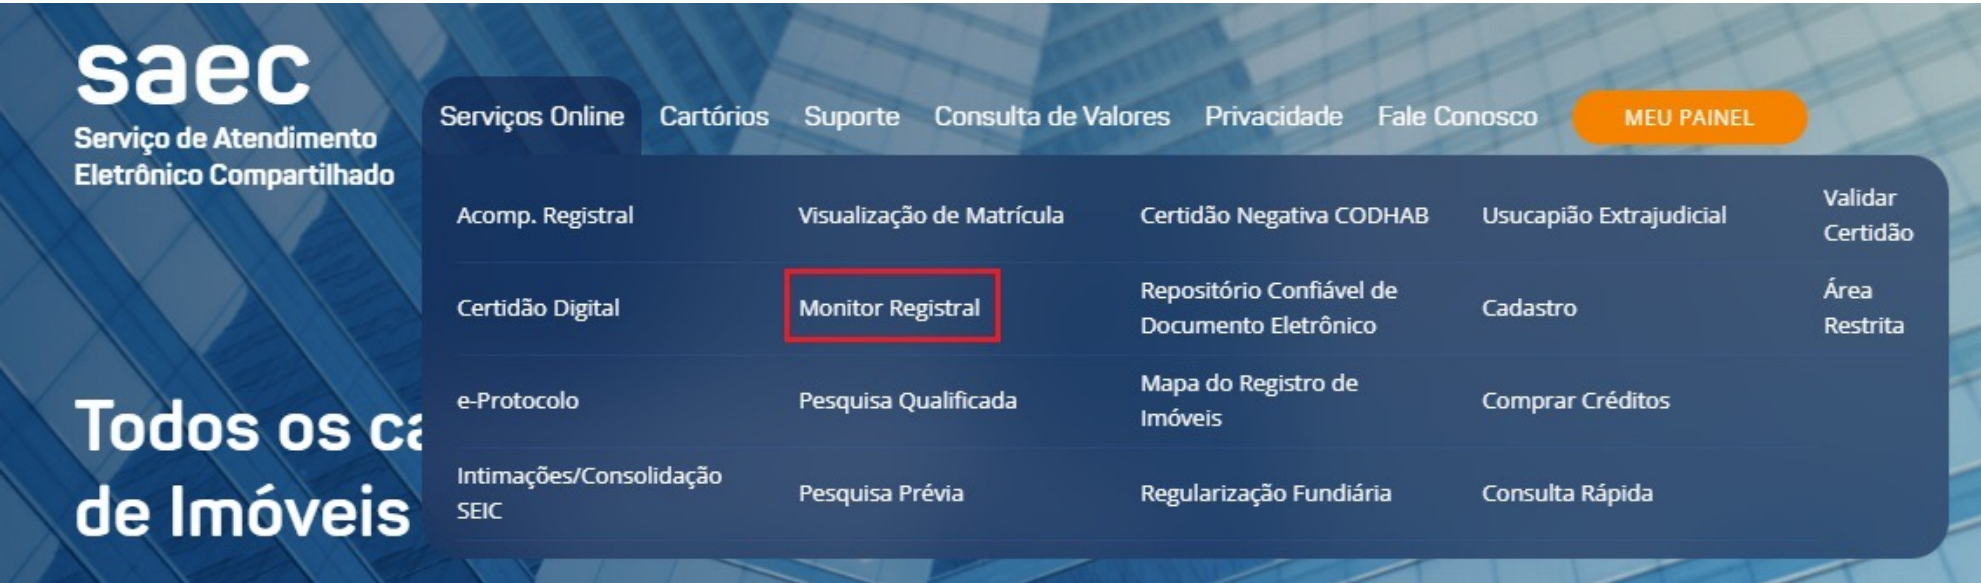 saec
Serviço de Atendimento
Eletrônico Compartilhado
Serviços Online Cartórios Suporte Consulta de Valores Privacidade Fale Conosco MEU PAINEL
Acomp. Registral
Visualização de Matrícula
Certidão Negativa CODHAB
Usucapião Extrajudicial
Validar
Certidão
Certidão Digital
Monitor Registral
Repositório Confiável de
Documento Eletrônico
Cadastro
Área
Restrita
e-Protocolo
Pesquisa Qualificada
Mapa do Registro de
Imóveis
Comprar Créditos
Intimações/Consolidação
SEIC
Pesquisa Prévia
Regularização Fundiária
Consulta Rápida
Todos os
de Imóveis